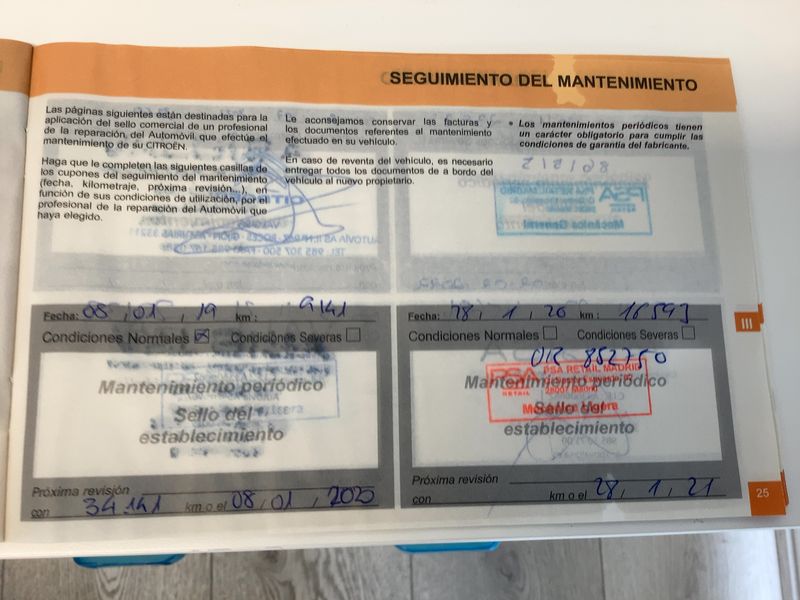 SEGUIMIENTO DEL MANTENIMIENTO
Las páginas siguientes están destinadas para la
aplicación del sello comercial de un profesional
de la reparación del Automóvil que efectúe el
mantenimiento de su CITROËN.
Haga que le completen las siguientes casillas de
los cupones del seguimiento del mantenimiento
(fecha, kilometraje, próxima revisión...), en
función de sus condiciones de utilización, por el
profesional de la reparación del Automóvil que
haya elegido.
Le aconsejamos conservar las facturas y
los documentos referentes al mantenimiento
efectuado en su vehículo.
En caso de reventa del vehículo, es necesario
entregar todos los documentos de a bordo del
vehículo al nuevo propietario.
• Los mantenimientos periódicos tienen
un carácter obligatorio para cumplir las
condiciones de garantía del fabricante.
Fecha: 08, 01, 19 km: 9141
Condiciones Normales Condiciones Severas
Mantenimiento periódico
Sello del
establecimiento
Próxima revisión
con 34.141 km o el 08, 01, 2020
Fecha: 28, 1, 20 km: 16593
Condiciones Normales Condiciones Severas
OR 852760
PSA RETAIL MADRID
PSA
RETAIL
28007 Madrid
Mantenimiento periódico
Sello del
establecimiento
Próxima revisión
con km o el 28, 1, 21
III
25